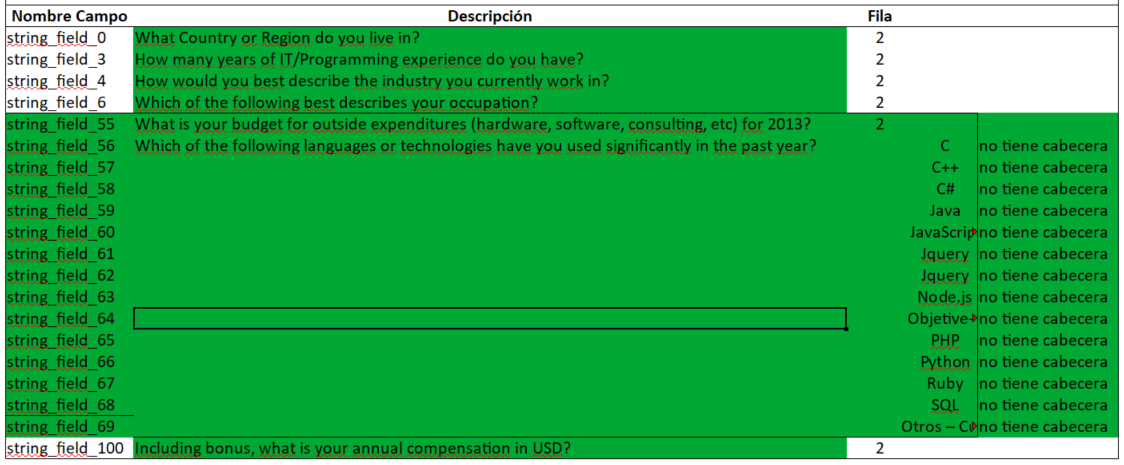 Nombre Campo Descripción Fila
string_field_0 What Country or Region do you live in? 2
string_field_3 How many years of IT/Programming experience do you have? 2
string_field_4 How would you best describe the industry you currently work in? 2
string_field_6 Which of the following best describes your occupation? 2
string_field_55 What is your budget for outside expenditures (hardware, software, consulting, etc) for 2013? 2
string_field_56 Which of the following languages or technologies have you used significantly in the past year? C no tiene cabecera
string_field_57 C++ no tiene cabecera
string_field_58 C# no tiene cabecera
string_field_59 Java no tiene cabecera
string_field_60 JavaScrip no tiene cabecera
string_field_61 Jquery no tiene cabecera
string_field_62 Jquery no tiene cabecera
string_field_63 Node.js no tiene cabecera
string_field_64 Objetive- no tiene cabecera
string_field_65 PHP no tiene cabecera
string_field_66 Python no tiene cabecera
string_field_67 Ruby no tiene cabecera
string_field_68 SQL no tiene cabecera
string_field_69 Otros – no tiene cabecera
string_field_100 Including bonus, what is your annual compensation in USD? 2